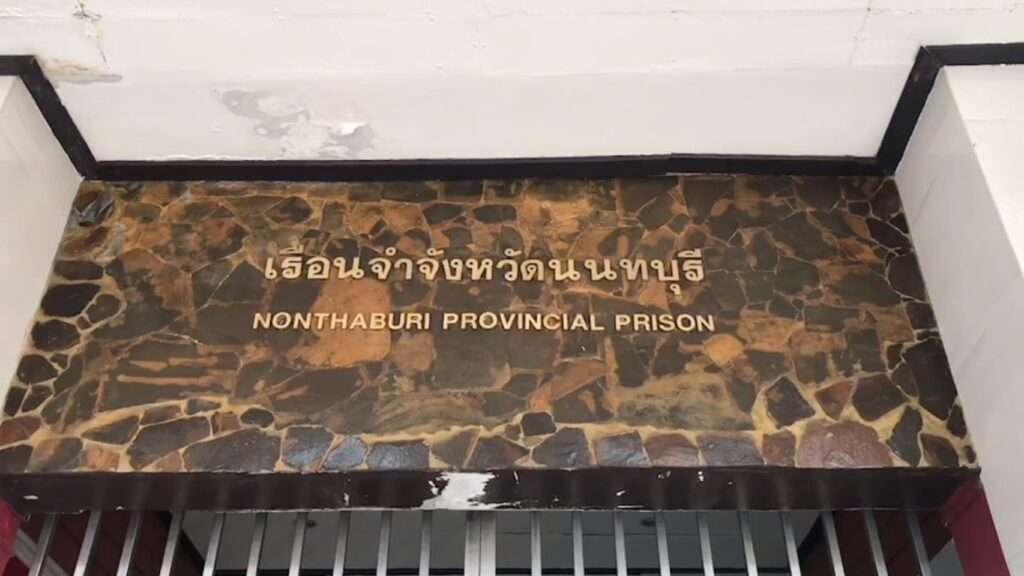 เรือนจำจังหวัดนนทบุรี
NONTHABURI PROVINCIAL PRISON